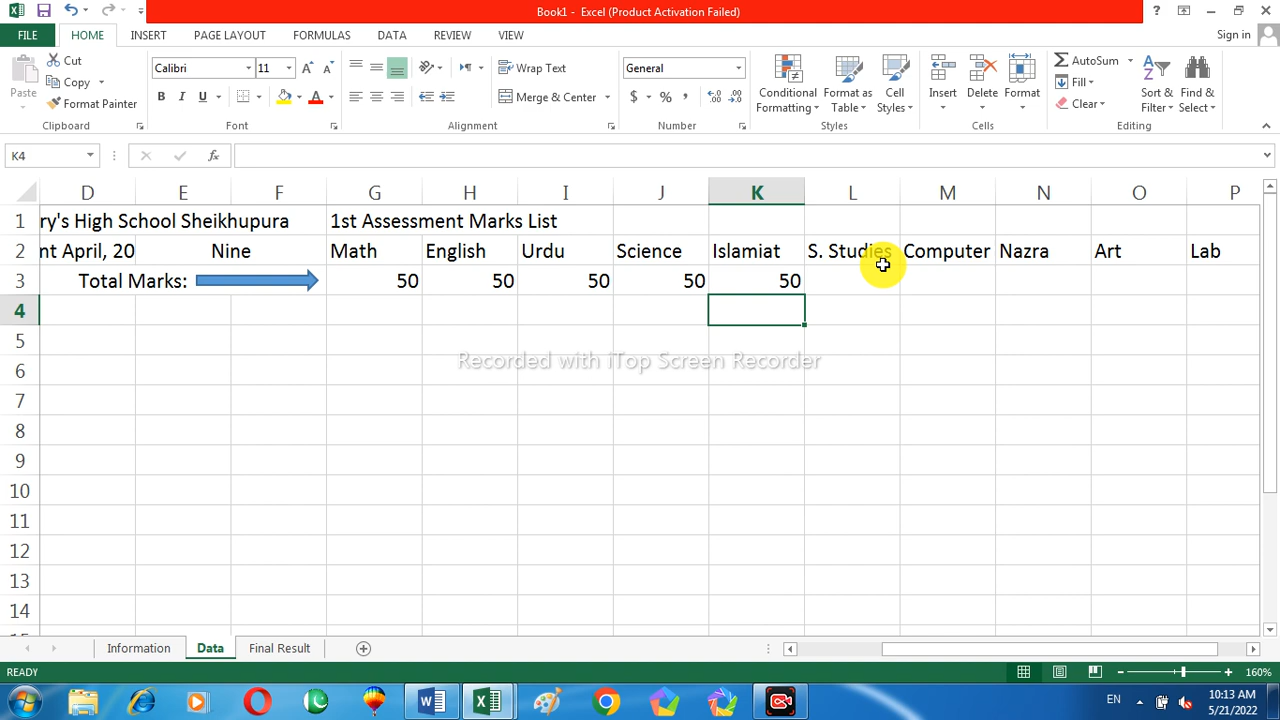 Book1 - Excel (Product Activation Failed)
?
FILE HOME INSERT PAGE LAYOUT FORMULAS DATA REVIEW VIEW Sign in
Cut
Copy
Format Painter
Paste
Clipboard
Calibri 11
B I U A
Font
Wrap Text
Merge & Center
Alignment
General
$ % ,
Number
Conditional Formatting
Format as Table
Cell Styles
Styles
Insert Delete Format
Cells
AutoSum
Fill
Clear
Sort & Filter
Find & Select
Editing
K4
fx
D E F G H I J K L M N O P
1 ry's High School Sheikhupura 1st Assessment Marks List
2 nt April, 20 Nine Math English Urdu Science Islamiat S. Studies Computer Nazra Art Lab
3 Total Marks: 50 50 50 50 50
4
5
6
Recorded with iTop Screen Recorder
7
8
9
10
11
12
13
14
Information Data Final Result
READY 160%
EN 10:13 AM
5/21/2022